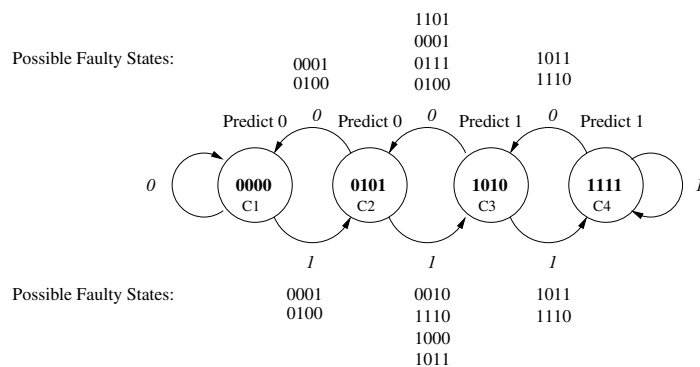 1101
0001
0111
0100
Possible Faulty States:
0001
0100
1011
1110
Predict 0
0
Predict 0
0
Predict 1
0
Predict 1
0
0000
C1
0101
C2
1010
C3
1111
C4
1
1
1
1
Possible Faulty States:
0001
0100
0010
1110
1000
1011
1011
1110